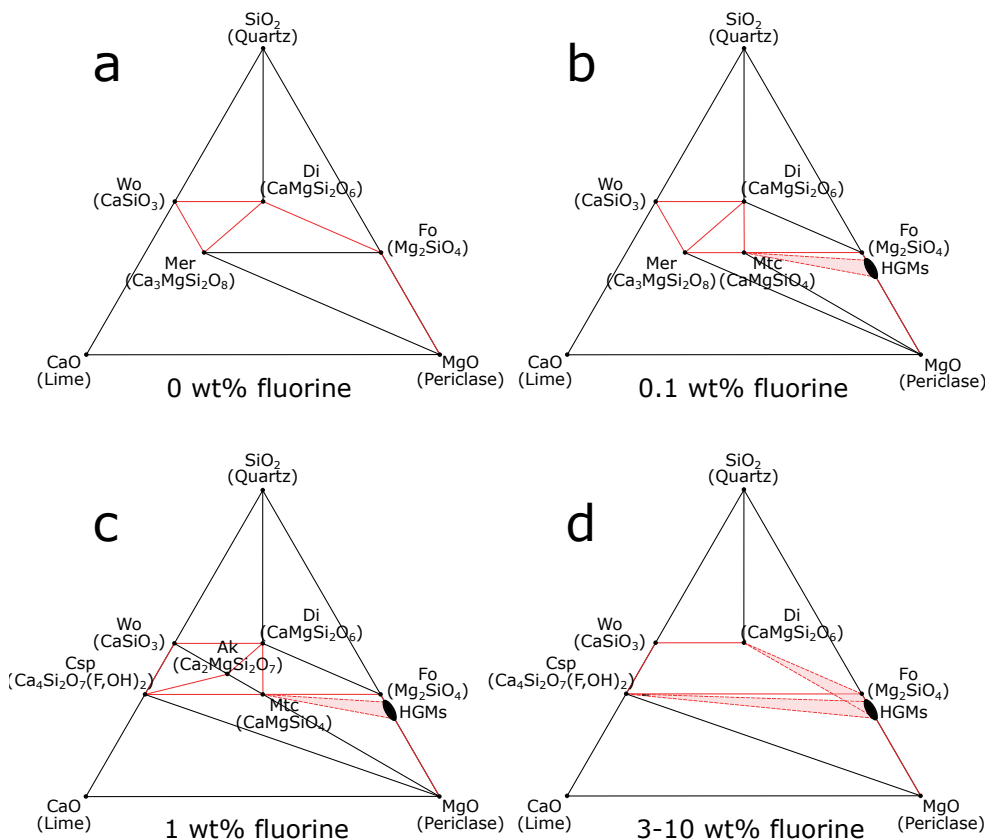 a
SiO₂
(Quartz)
Wo
(CaSiO₃)
Di
(CaMgSi₂O₆)
Fo
(Mg₂SiO₄)
Mer
(Ca₃MgSi₂O₈)
CaO
(Lime)
MgO
(Periclase)
0 wt% fluorine
b
SiO₂
(Quartz)
Wo
(CaSiO₃)
Di
(CaMgSi₂O₆)
Fo
(Mg₂SiO₄)
HGMs
Mer
(Ca₃MgSi₂O₈)
Mtc
(CaMgSiO₄)
CaO
(Lime)
MgO
(Periclase)
0.1 wt% fluorine
c
SiO₂
(Quartz)
Wo
(CaSiO₃)
Di
(CaMgSi₂O₆)
Ak
(Ca₂MgSi₂O₇)
Csp
(Ca₄Si₂O₇(F,OH)₂)
Fo
(Mg₂SiO₄)
HGMs
Mtc
(CaMgSiO₄)
CaO
(Lime)
MgO
(Periclase)
1 wt% fluorine
d
SiO₂
(Quartz)
Wo
(CaSiO₃)
Di
(CaMgSi₂O₆)
Csp
(Ca₄Si₂O₇(F,OH)₂)
Fo
(Mg₂SiO₄)
HGMs
CaO
(Lime)
MgO
(Periclase)
3-10 wt% fluorine